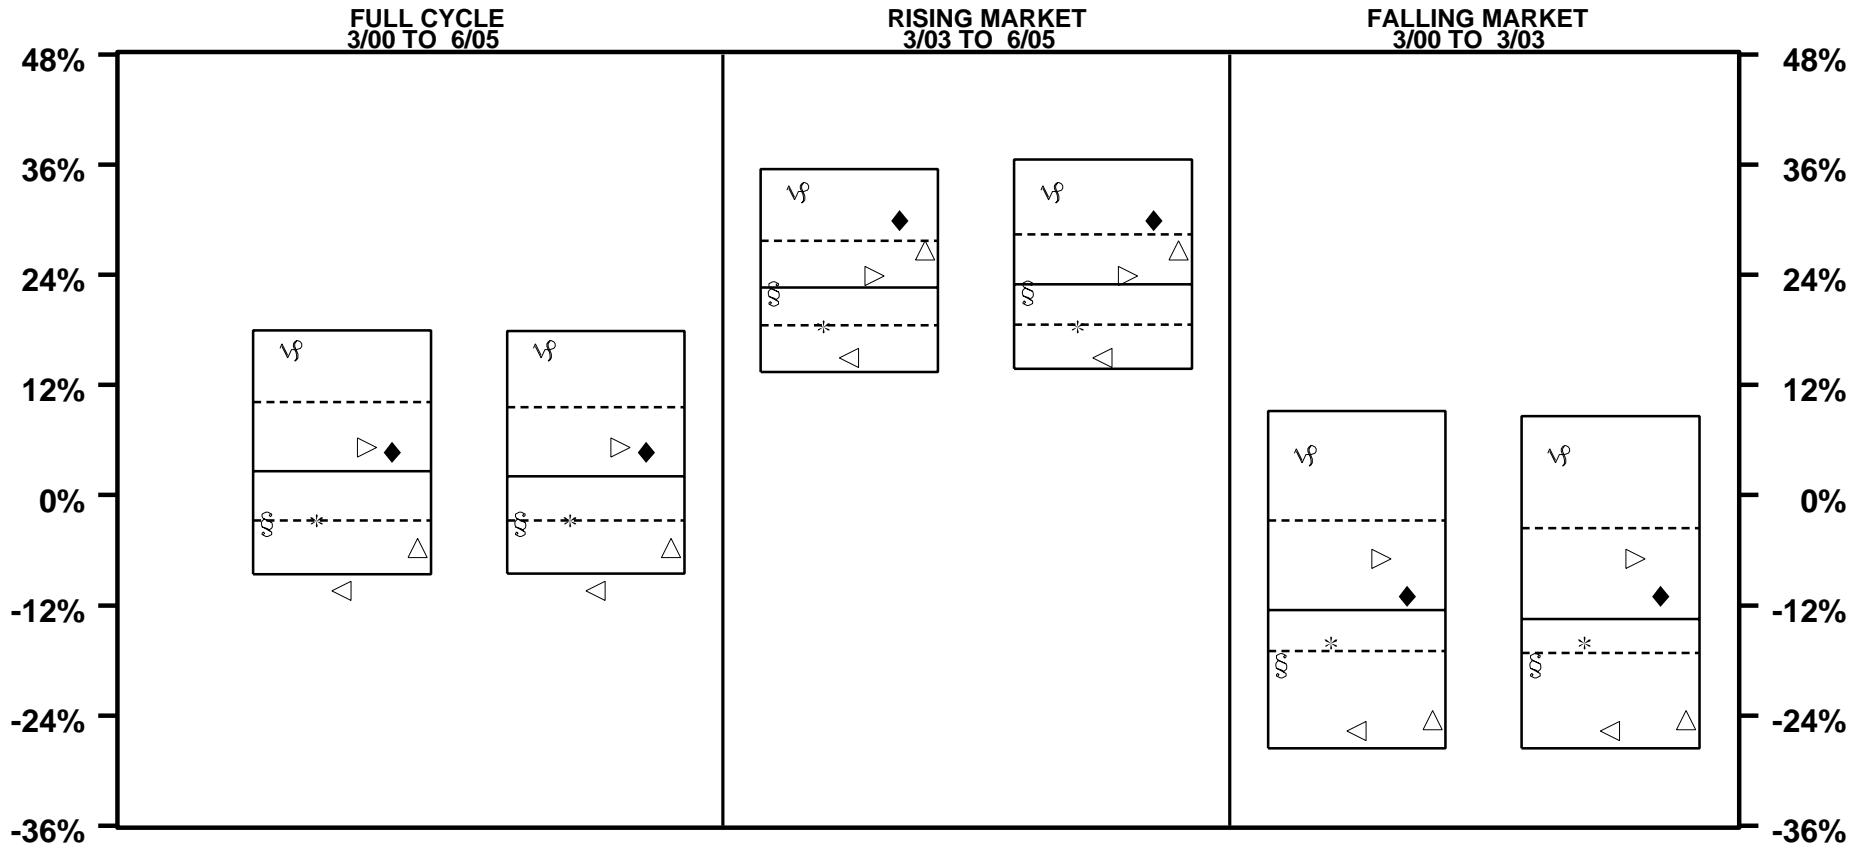 FULL CYCLE
3/00 TO 6/05
RISING MARKET
3/03 TO 6/05
FALLING MARKET
3/00 TO 3/03
48%
36%
24%
12%
0%
-12%
-24%
-36%
48%
36%
24%
12%
0%
-12%
-24%
-36%